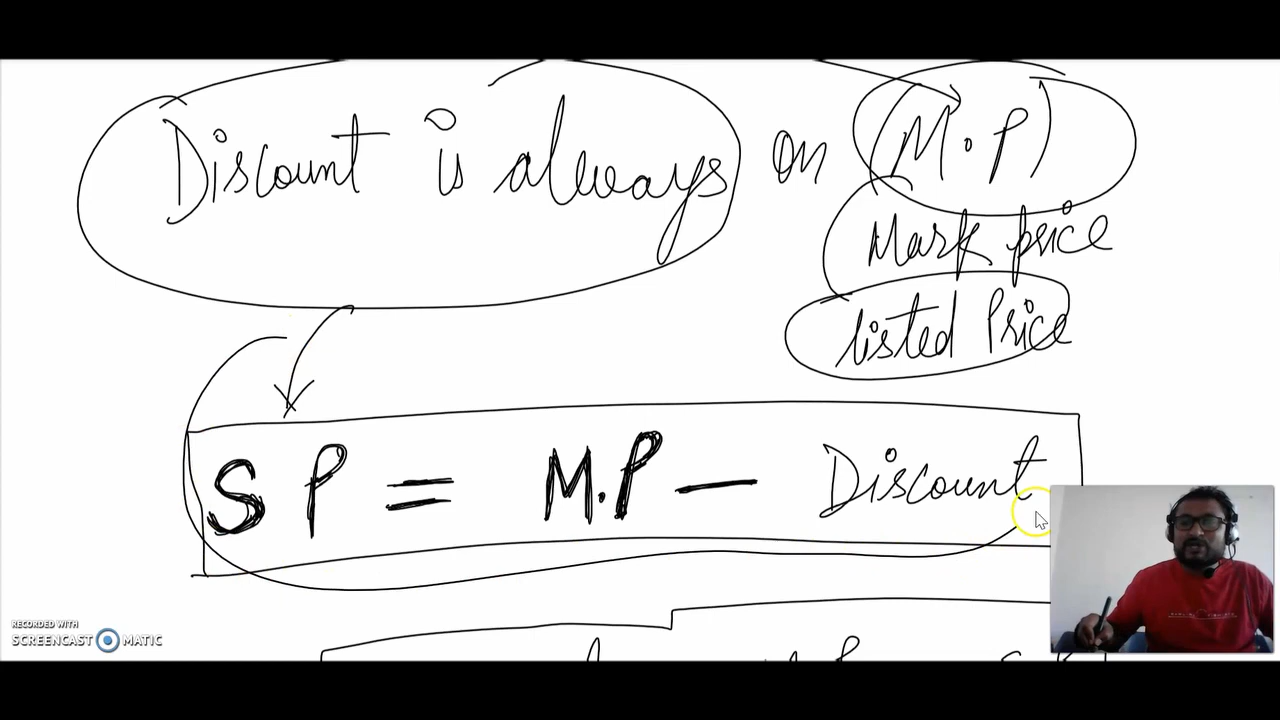 Discount is always on (M.P)
Mark price
listed Price
SP = M.P — Discount
RECORDED WITH
SCREENCAST MATIC